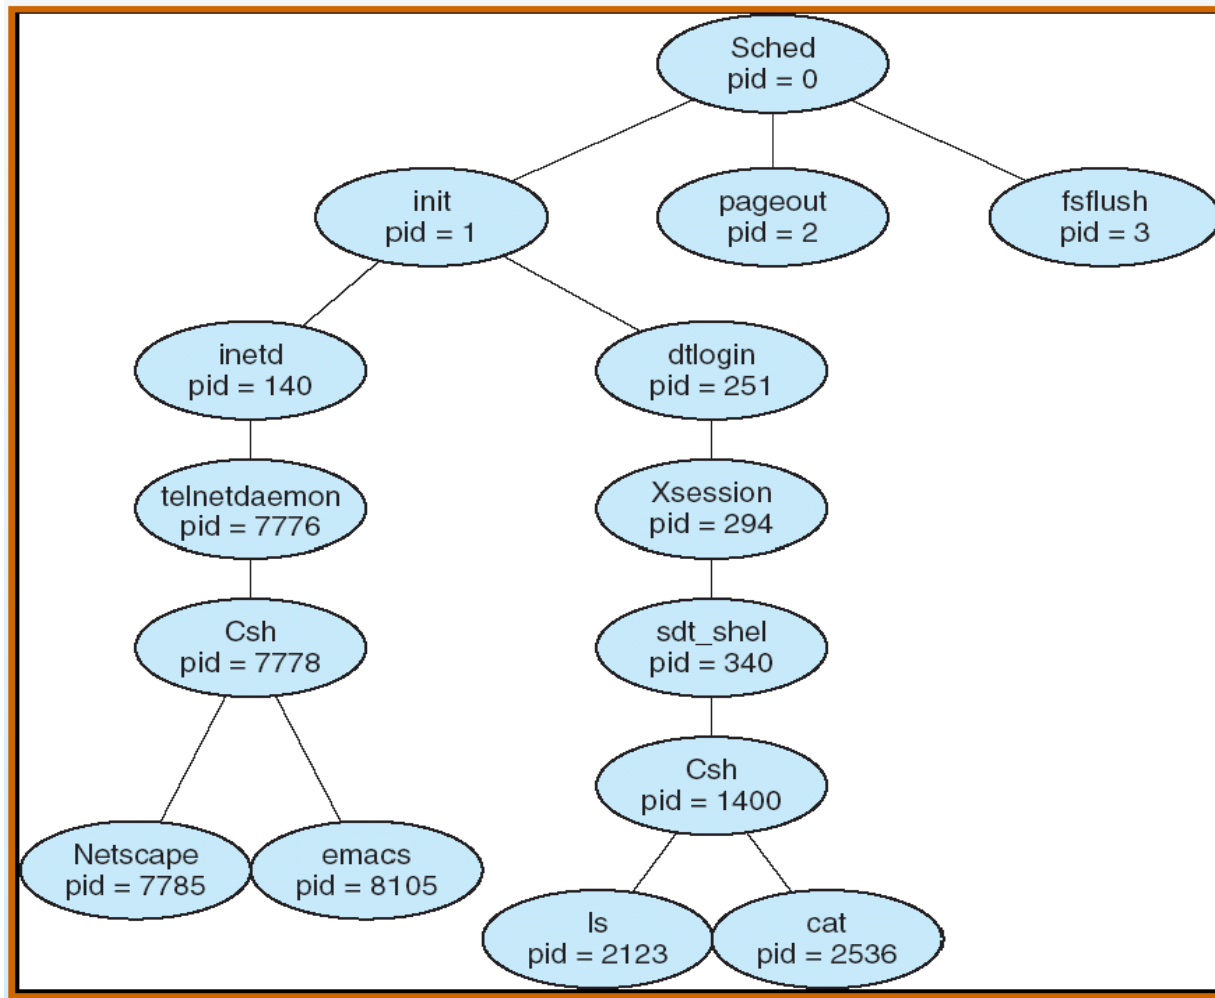 Sched
pid = 0
init
pid = 1
pageout
pid = 2
fsflush
pid = 3
inetd
pid = 140
dtlogin
pid = 251
telnetdaemon
pid = 7776
Xsession
pid = 294
Csh
pid = 7778
sdt_shel
pid = 340
Csh
pid = 1400
Netscape
pid = 7785
emacs
pid = 8105
ls
pid = 2123
cat
pid = 2536